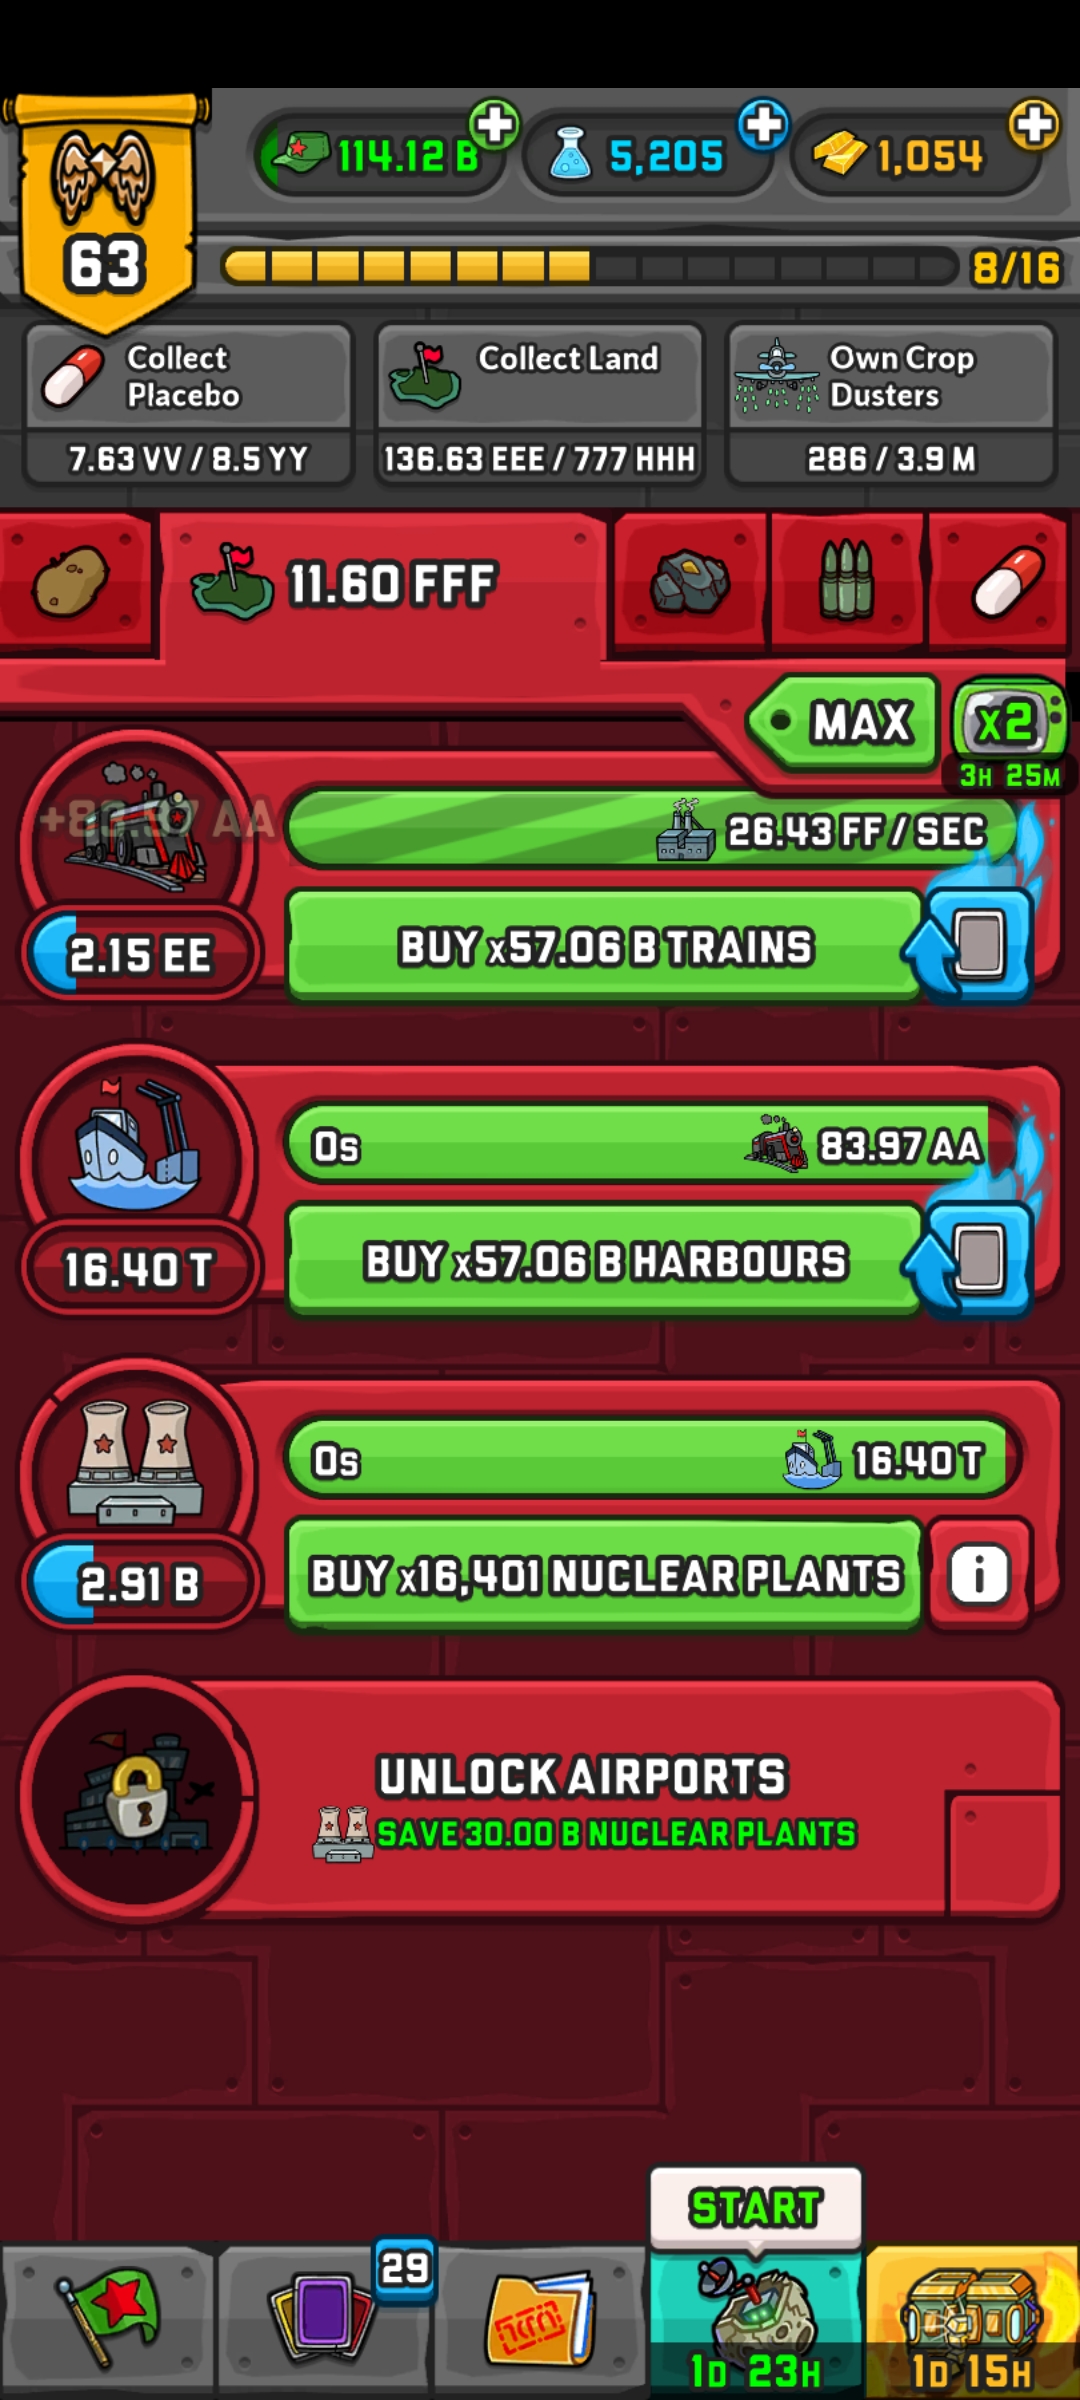 63
114.12 B
5,205
1,054
8/16
Collect
Placebo
7.63 VV / 8.5 YY
Collect Land
136.63 EEE / 777 HHH
Own Crop
Dusters
286 / 3.9 M
11.60 FFF
MAX
x2
3H 25M
+83.97 AA
26.43 FF / SEC
2.15 EE
BUY x57.06 B TRAINS
0s
83.97 AA
16.40 T
BUY x57.06 B HARBOURS
0s
16.40 T
2.91 B
BUY x16,401 NUCLEAR PLANTS
i
UNLOCK AIRPORTS
SAVE 30.00 B NUCLEAR PLANTS
START
29
1D 23H
1D 15H